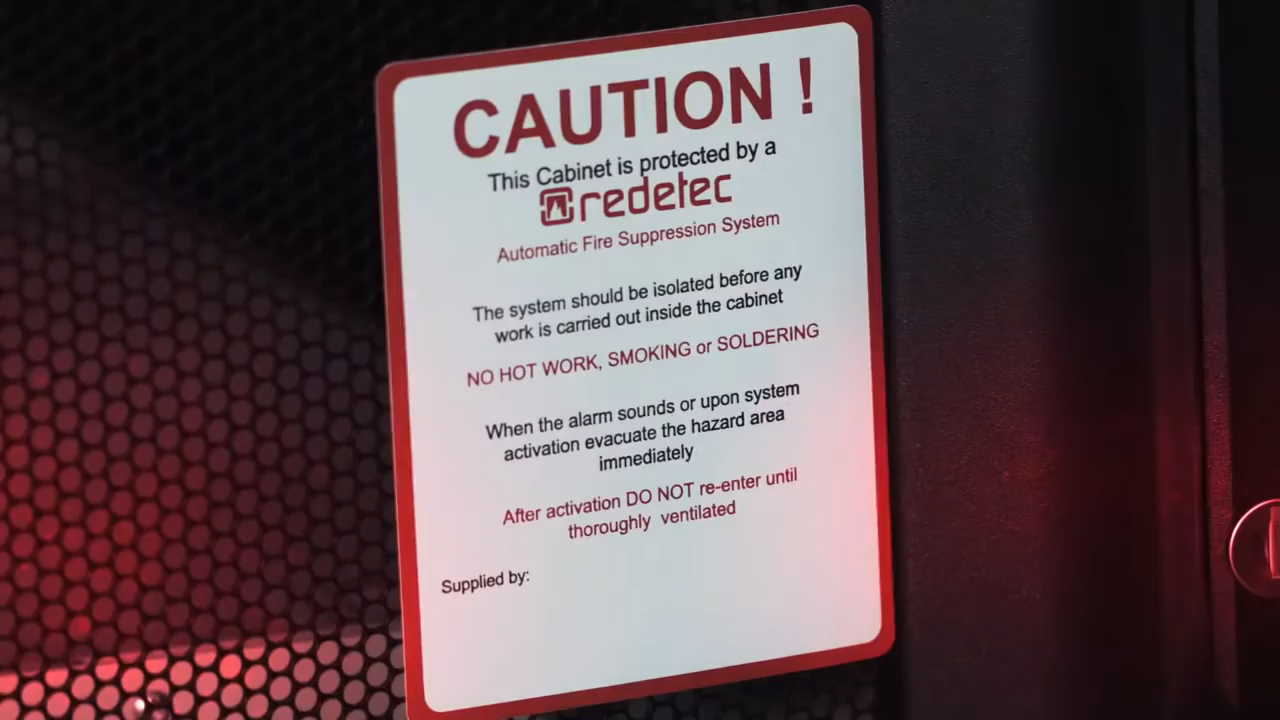 CAUTION !
This Cabinet is protected by a
redetec
Automatic Fire Suppression System
The system should be isolated before any
work is carried out inside the cabinet
NO HOT WORK, SMOKING or SOLDERING
When the alarm sounds or upon system
activation evacuate the hazard area
immediately
After activation DO NOT re-enter until
thoroughly ventilated
Supplied by: